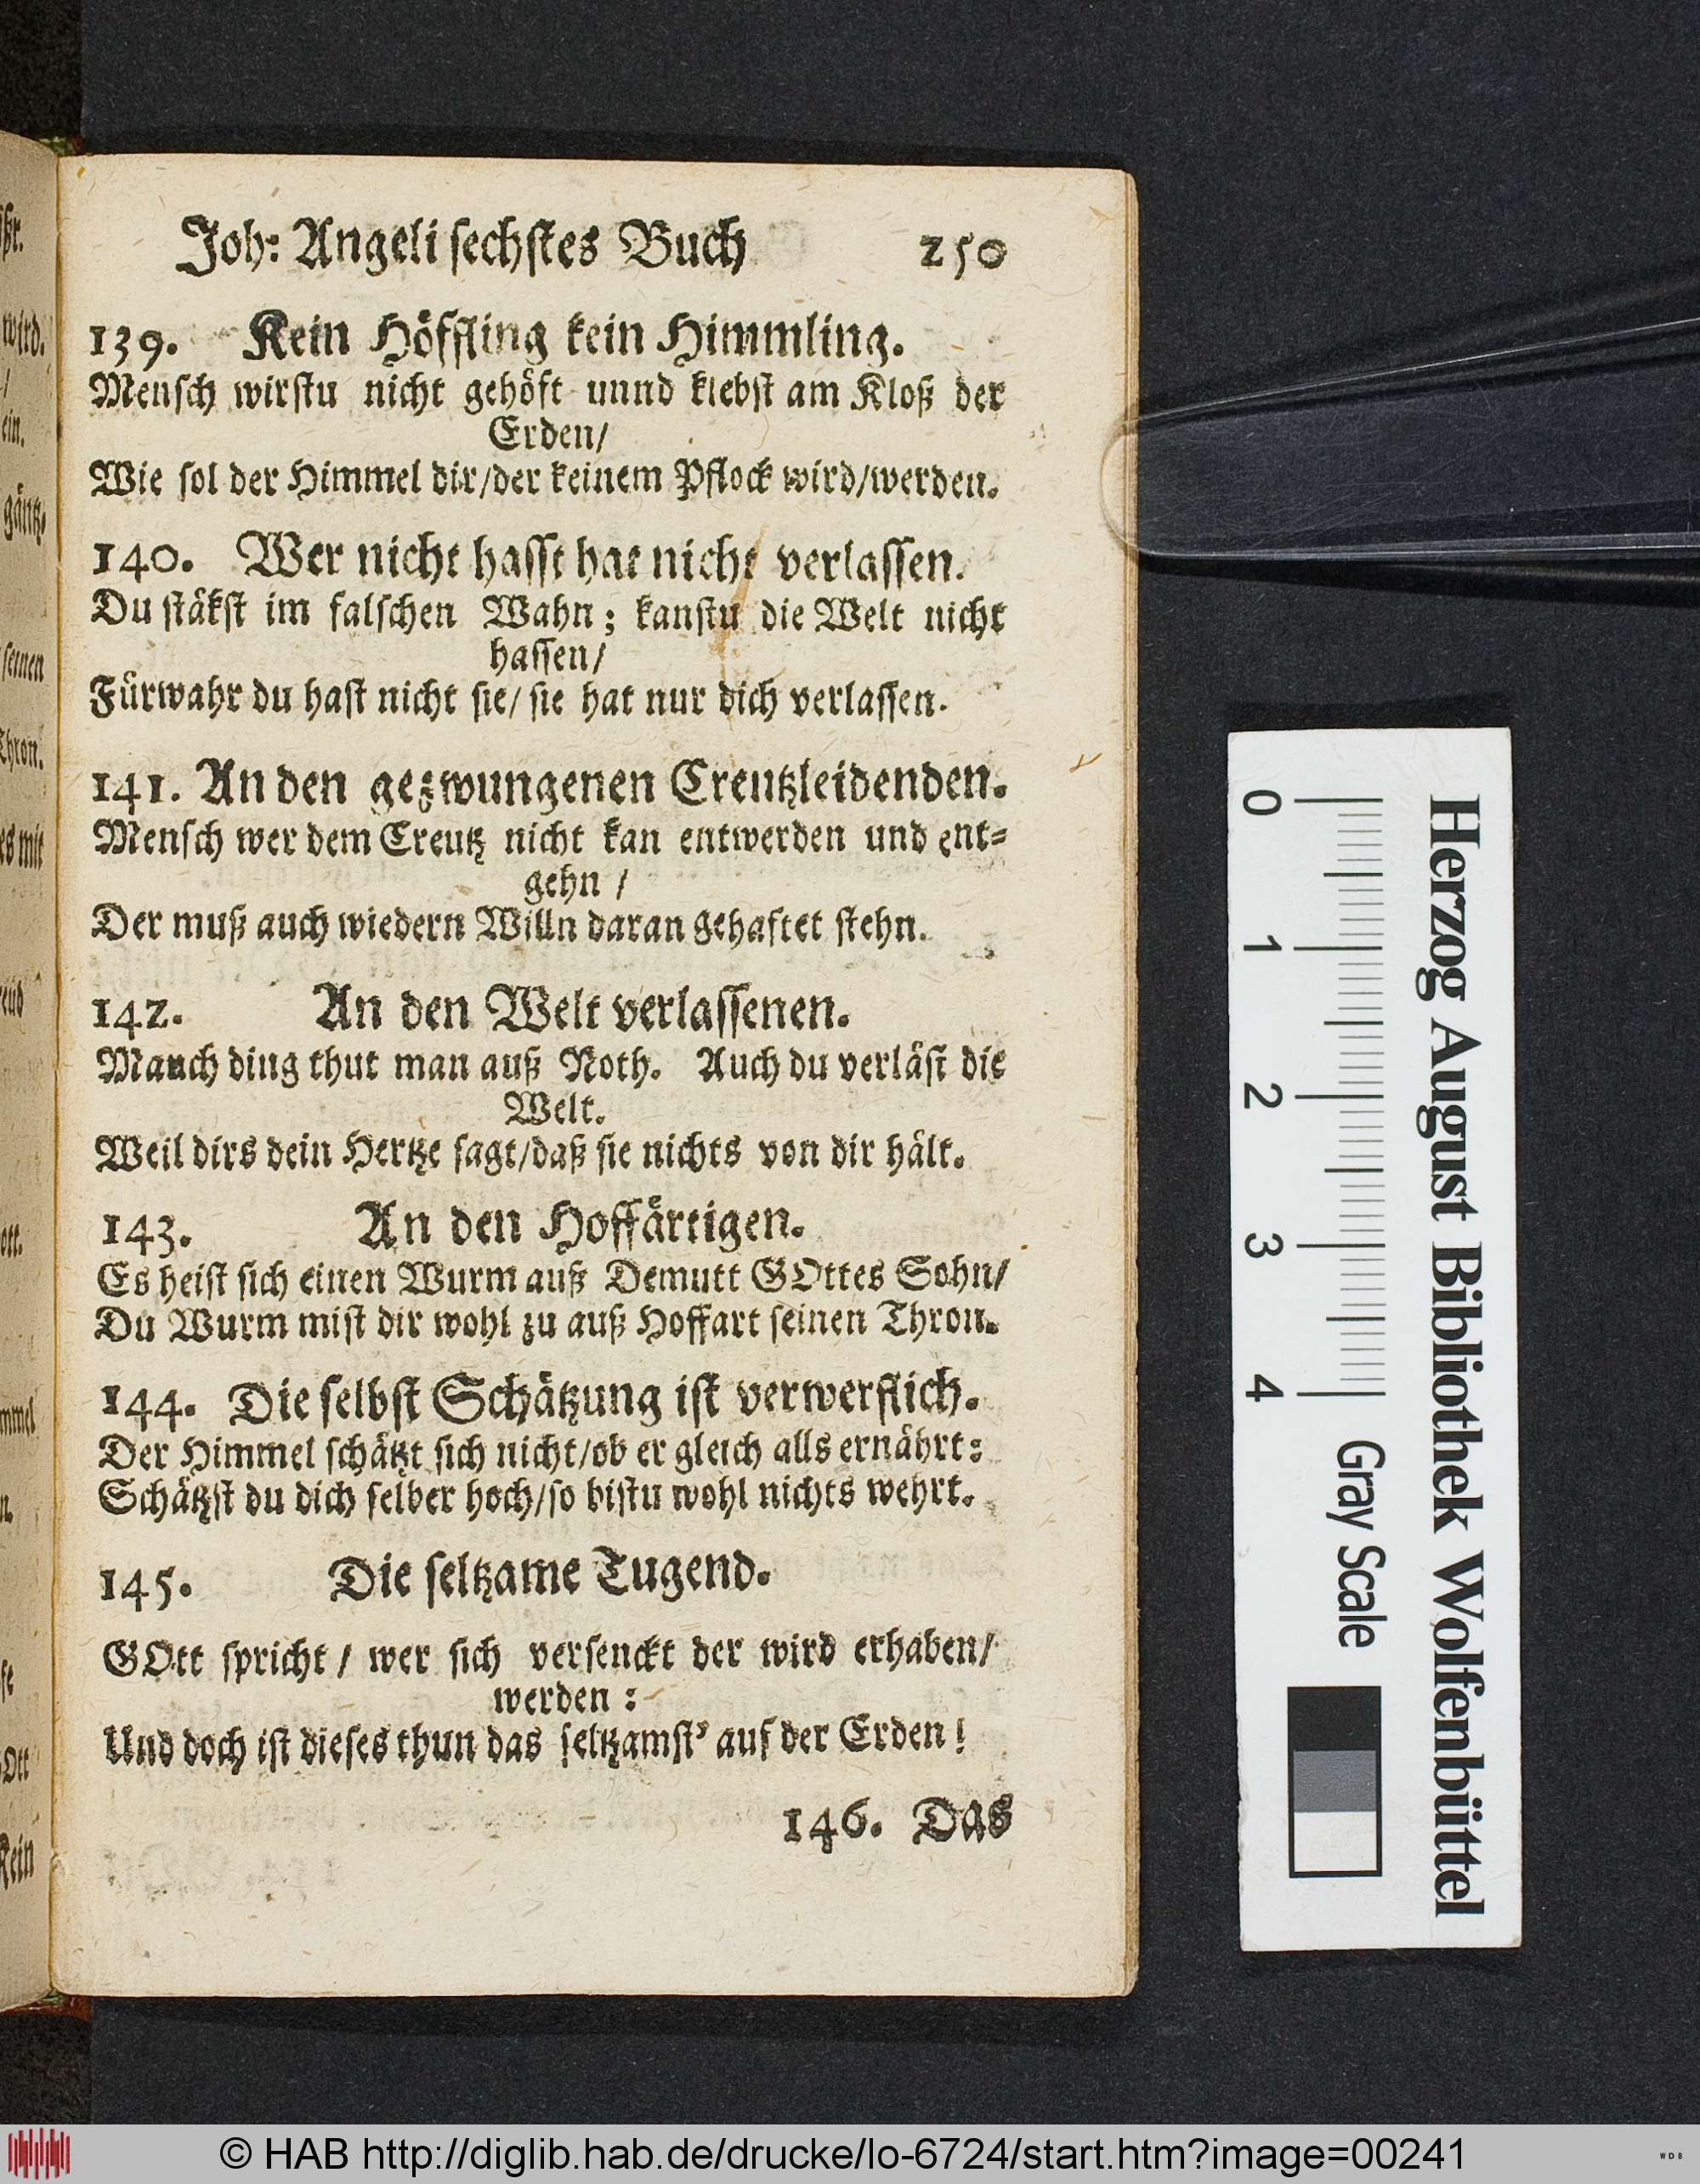 Joh: Angeli ſechſtes Buch 250
139. Kein Höffling kein Himmling.
Menſch wirſtu nicht gehöft unnd klebſt am Kloß der
Erden/
Wie ſol der Himmel dir/der keinem Pflock wird/werden.
140. Wer nicht haſſt hat nicht verlaſſen.
Du ſtäkſt im falſchen Wahn; kanſtu die Welt nicht
haſſen/
Fürwahr du haſt nicht ſie/ ſie hat nur dich verlaſſen.
141. An den gezwungenen Creutzleidenden.
Menſch wer dem Creutz nicht kan entwerden und ent⸗
gehn /
Der muß auch wiedern Willn daran gehaftet ſtehn.
142. An den Welt verlaſſenen.
Manch ding thut man auß Noth. Auch du verläſt die
Welt.
Weil dirs dein Hertze ſagt/daß ſie nichts von dir hält.
143. An den Hoffärtigen.
Es heiſt ſich einen Wurm auß Demutt GOttes Sohn/
Du Wurm miſt dir wohl zu auß Hoffart ſeinen Thron.
144. Die ſelbſt Schätzung iſt verwerflich.
Der Himmel ſchätzt ſich nicht/ob er gleich alls ernährt:
Schätzſt du dich ſelber hoch/ſo biſtu wohl nichts wehrt.
145. Die ſeltzame Tugend.
GOtt ſpricht / wer ſich verſenckt der wird erhaben/
werden :
Und doch iſt dieſes thun das ſeltzamſt' auf der Erden!
146. Das
0 1 2 3 4
Herzog August Bibliothek Wolfenbüttel
Gray Scale
© HAB http://diglib.hab.de/drucke/lo-6724/start.htm?image=00241
WDB